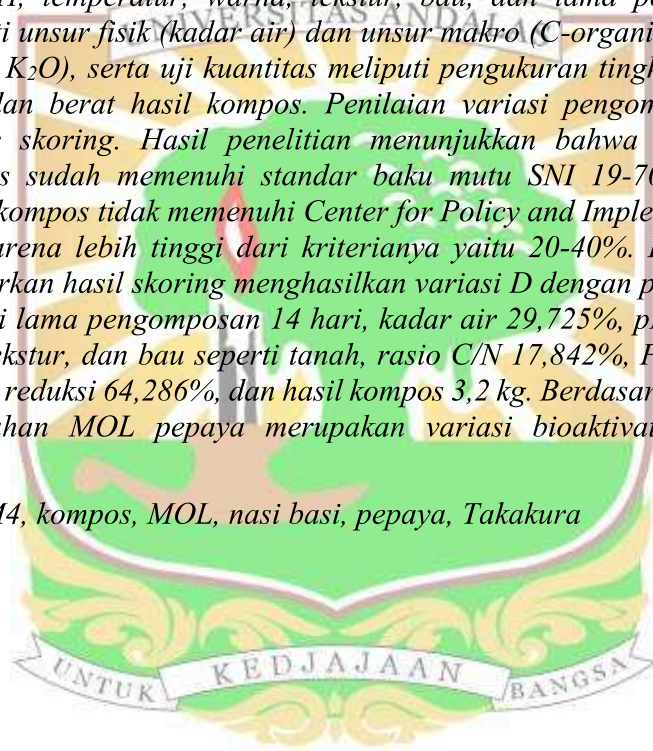 H, temperatur, warna, tekstur, bau, dan lama po
UNIVERSITAS ANDALA
i unsur fisik (kadar air) dan unsur makro (C-organi
K₂O), serta uji kuantitas meliputi pengukuran tingk
dan berat hasil kompos. Penilaian variasi pengom
skoring. Hasil penelitian menunjukkan bahwa
s sudah memenuhi standar baku mutu SNI 19-70
kompos tidak memenuhi Center for Policy and Imple
arena lebih tinggi dari kriterianya yaitu 20-40%.
rkan hasil skoring menghasilkan variasi D dengan p
i lama pengomposan 14 hari, kadar air 29,725%, p
ekstur, dan bau seperti tanah, rasio C/N 17,842%, P
reduksi 64,286%, dan hasil kompos 3,2 kg. Berdasar
ahan MOL pepaya merupakan variasi bioaktivat
M4, kompos, MOL, nasi basi, pepaya, Takakura
UNTUK KEDJAJAAN BANGSA